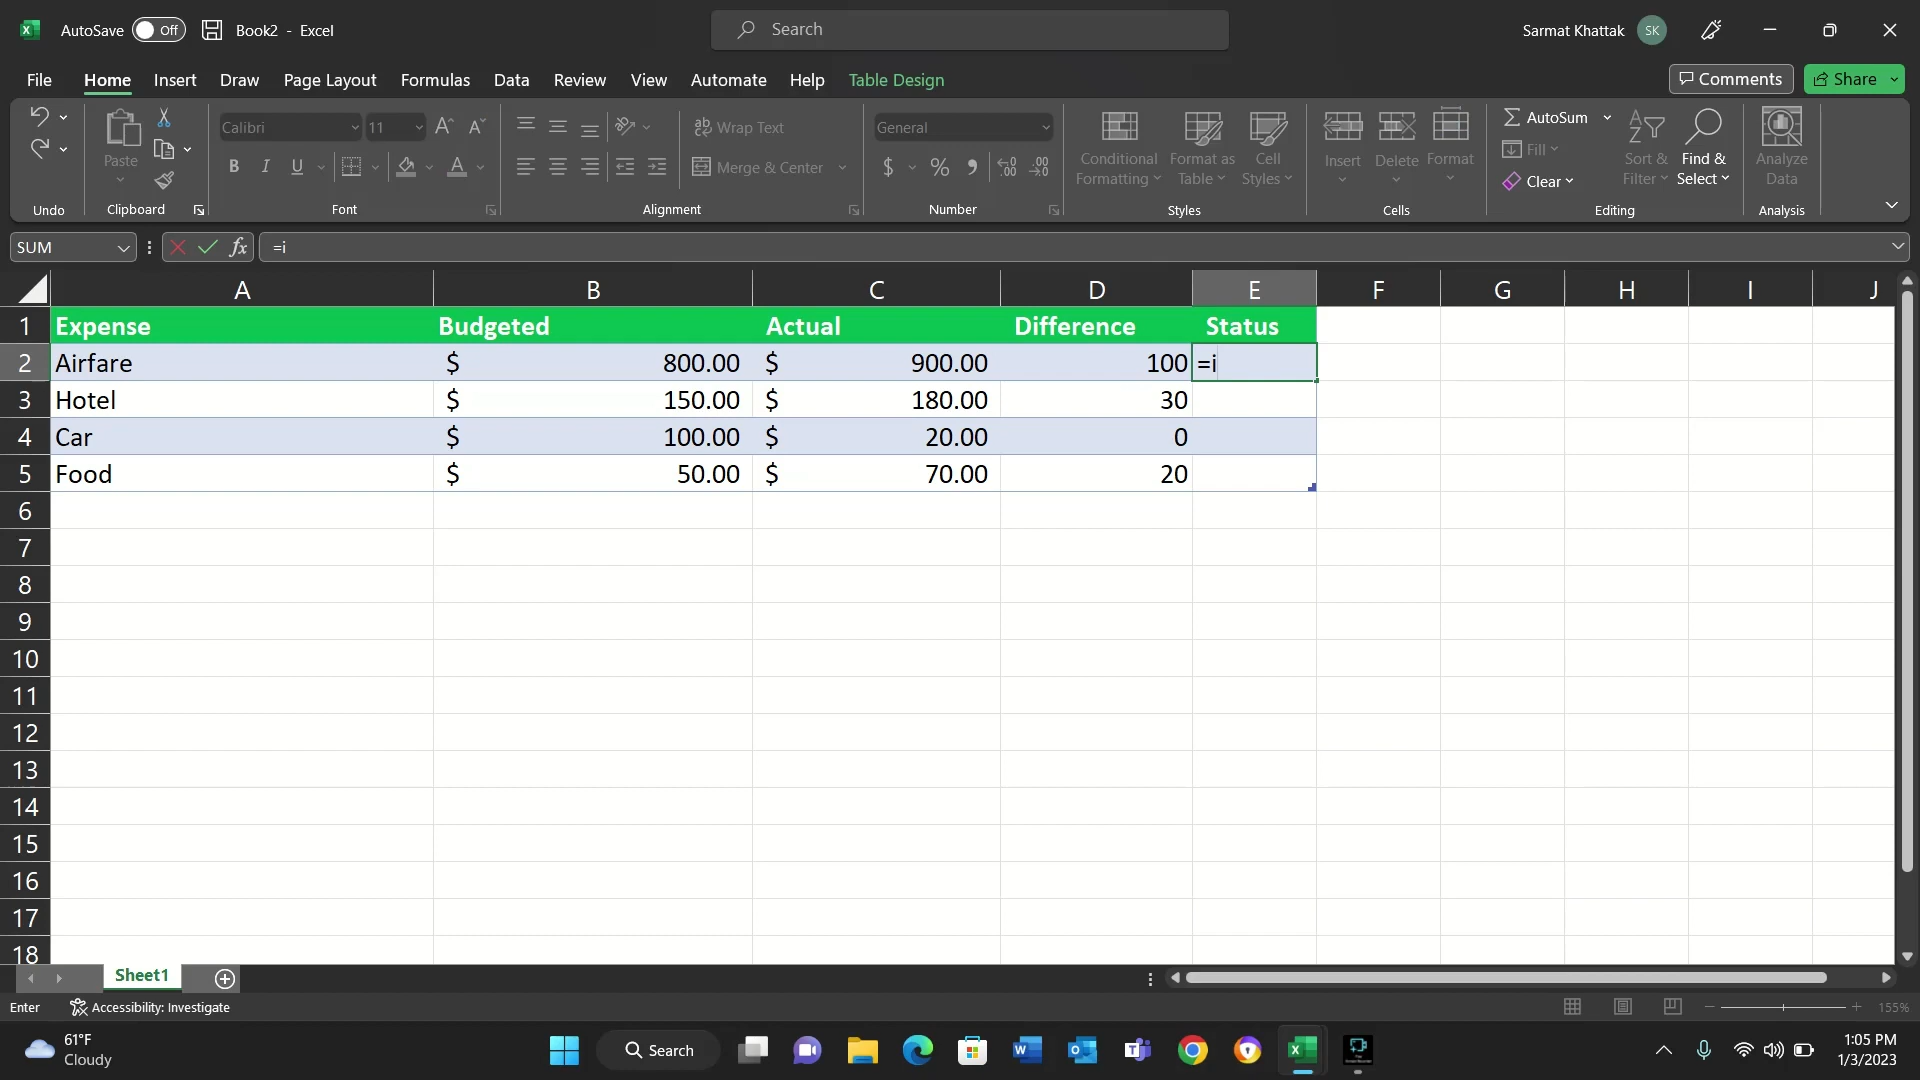 AutoSave Off Book2 - Excel Search Sarmat Khattak SK
File Home Insert Draw Page Layout Formulas Data Review View Automate Help Table Design Comments Share
Calibri 11 Wrap Text General AutoSum
Paste Conditional Format as Cell Insert Delete Format Fill Sort & Find & Analyze
B I U Merge & Center $ % Formatting Table Styles Clear Filter Select Data
Undo Clipboard Font Alignment Number Styles Cells Editing Analysis
SUM fx =i
A B C D E F G H I J
1 Expense Budgeted Actual Difference Status
2 Airfare $ 800.00 $ 900.00 100 =i
3 Hotel $ 150.00 $ 180.00 30
4 Car $ 100.00 $ 20.00 0
5 Food $ 50.00 $ 70.00 20
6
7
8
9
10
11
12
13
14
15
16
17
18
Sheet1
Enter Accessibility: Investigate 155%
61°F
Cloudy
Search
1:05 PM
1/3/2023